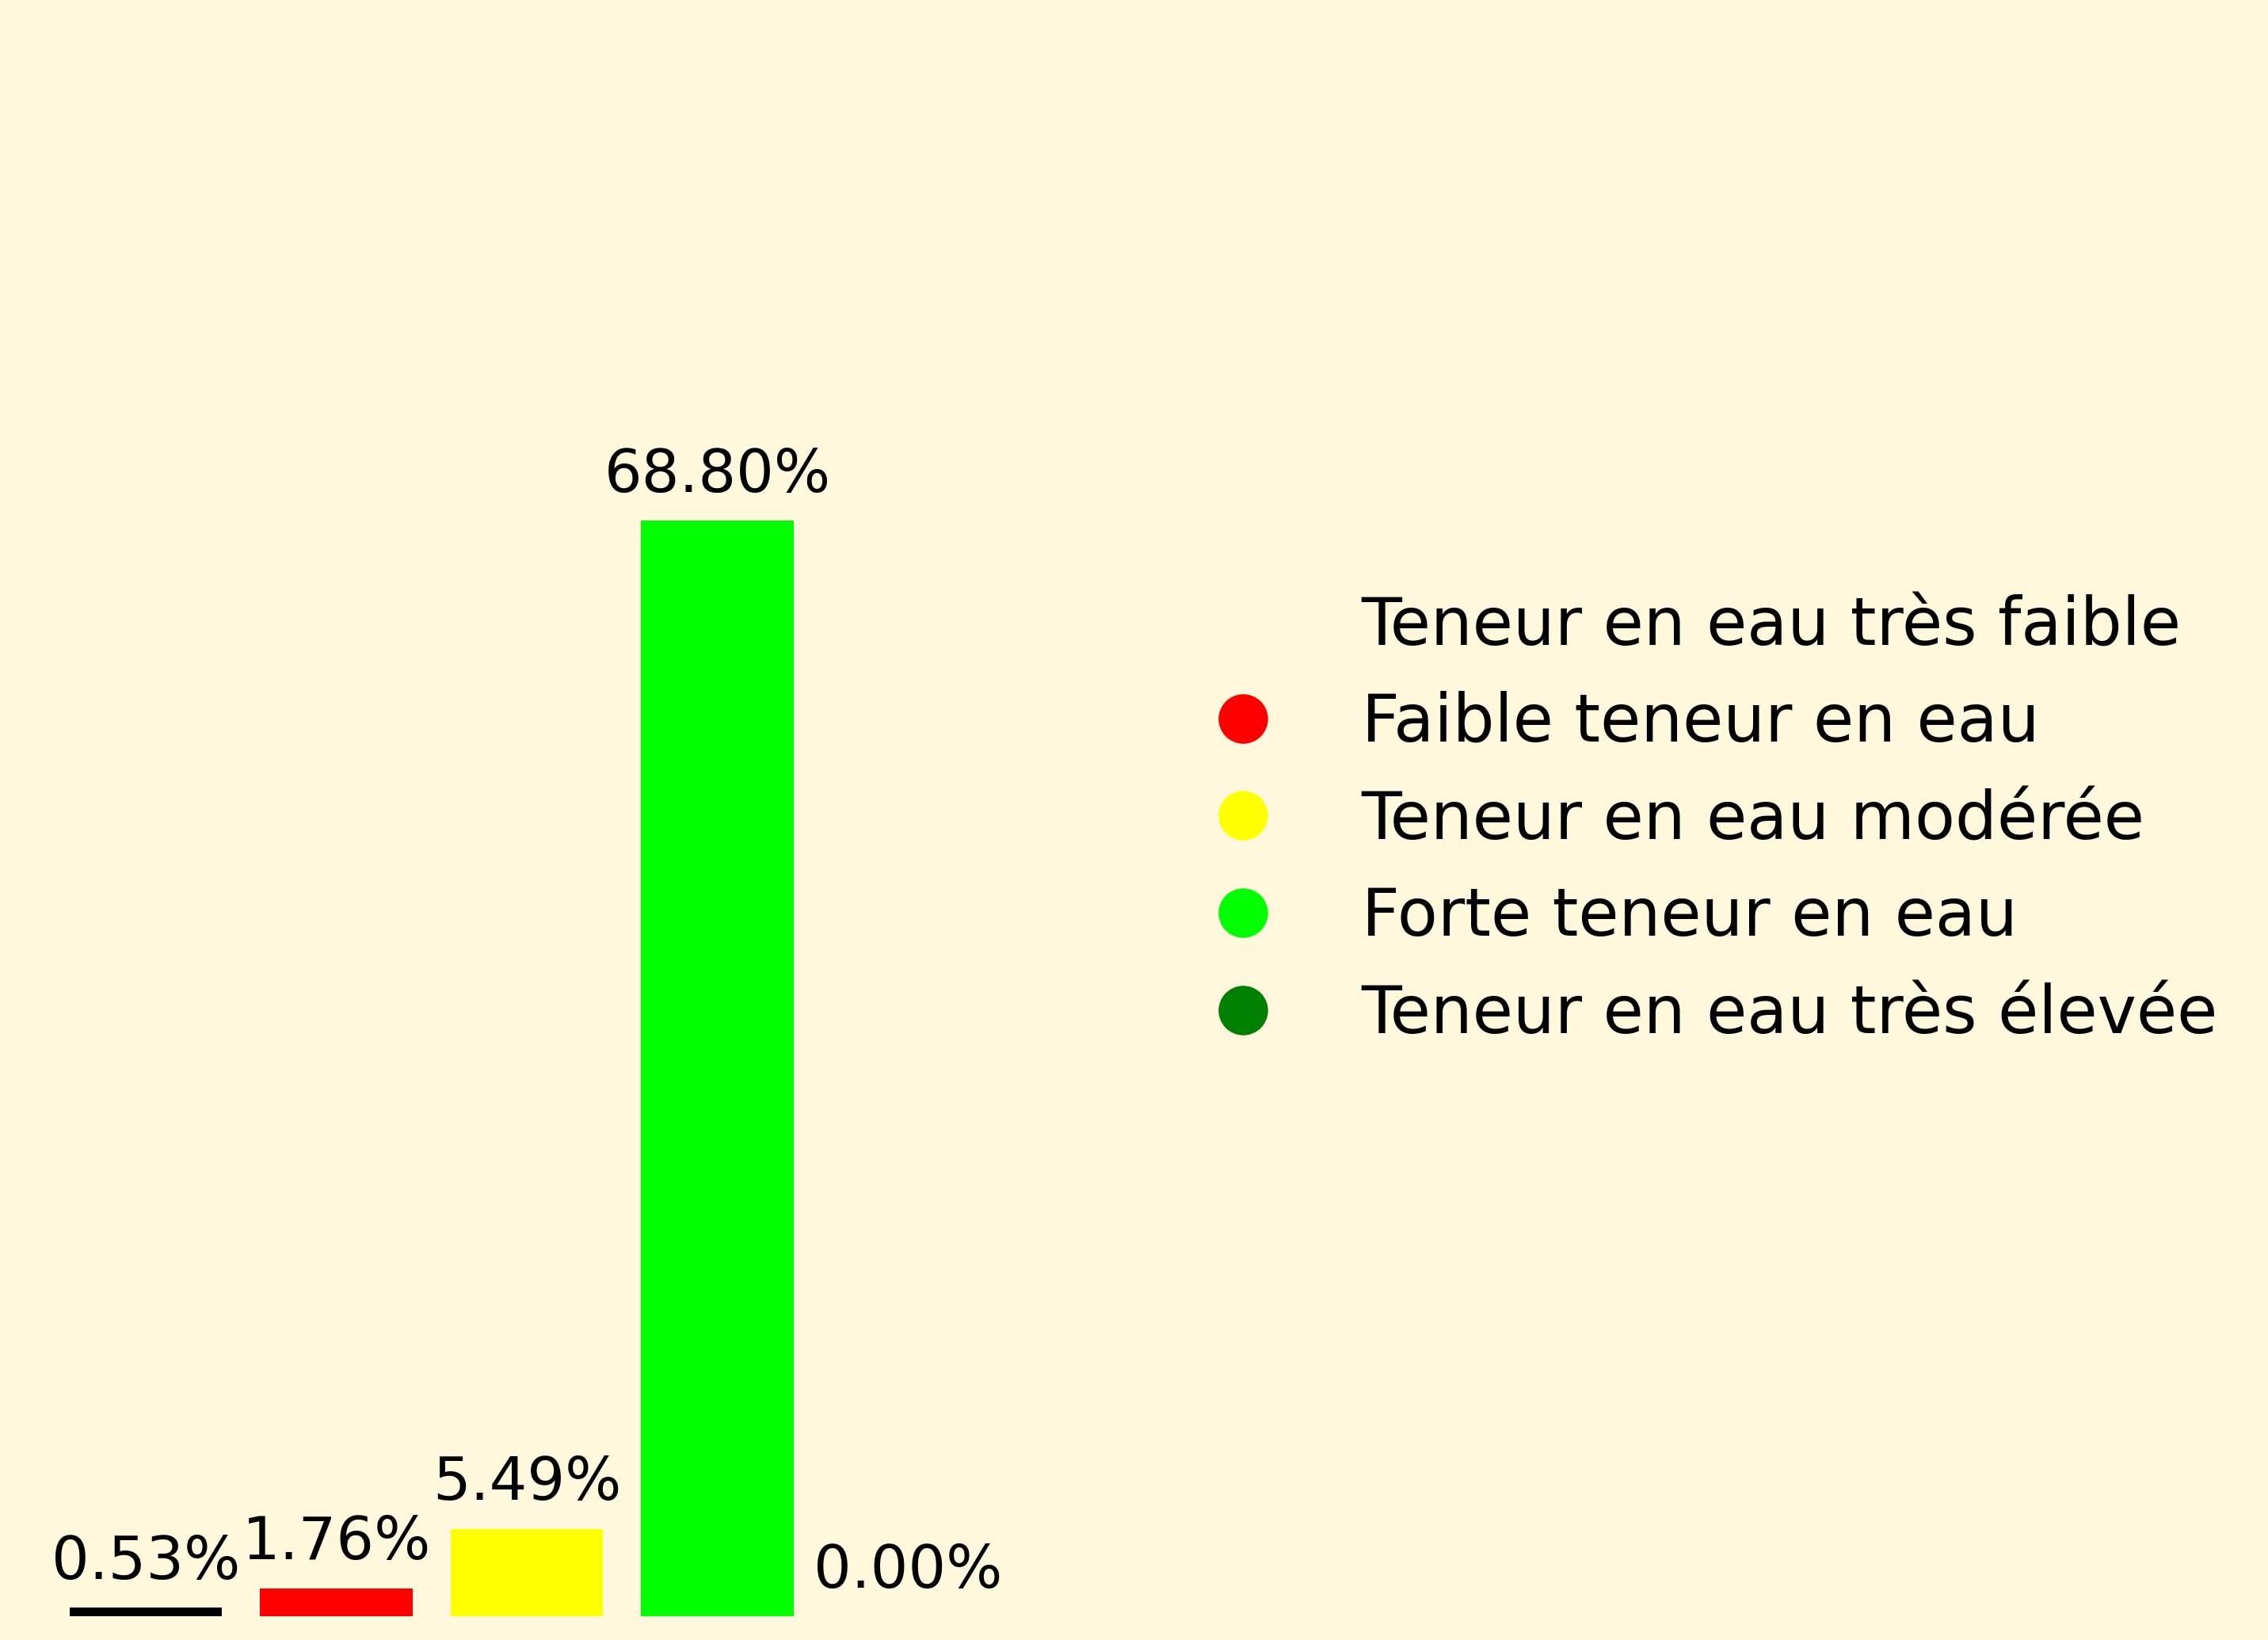 68.80%
5.49%
1.76%
0.53%
0.00%
Teneur en eau très faible
Faible teneur en eau
Teneur en eau modérée
Forte teneur en eau
Teneur en eau très élevée